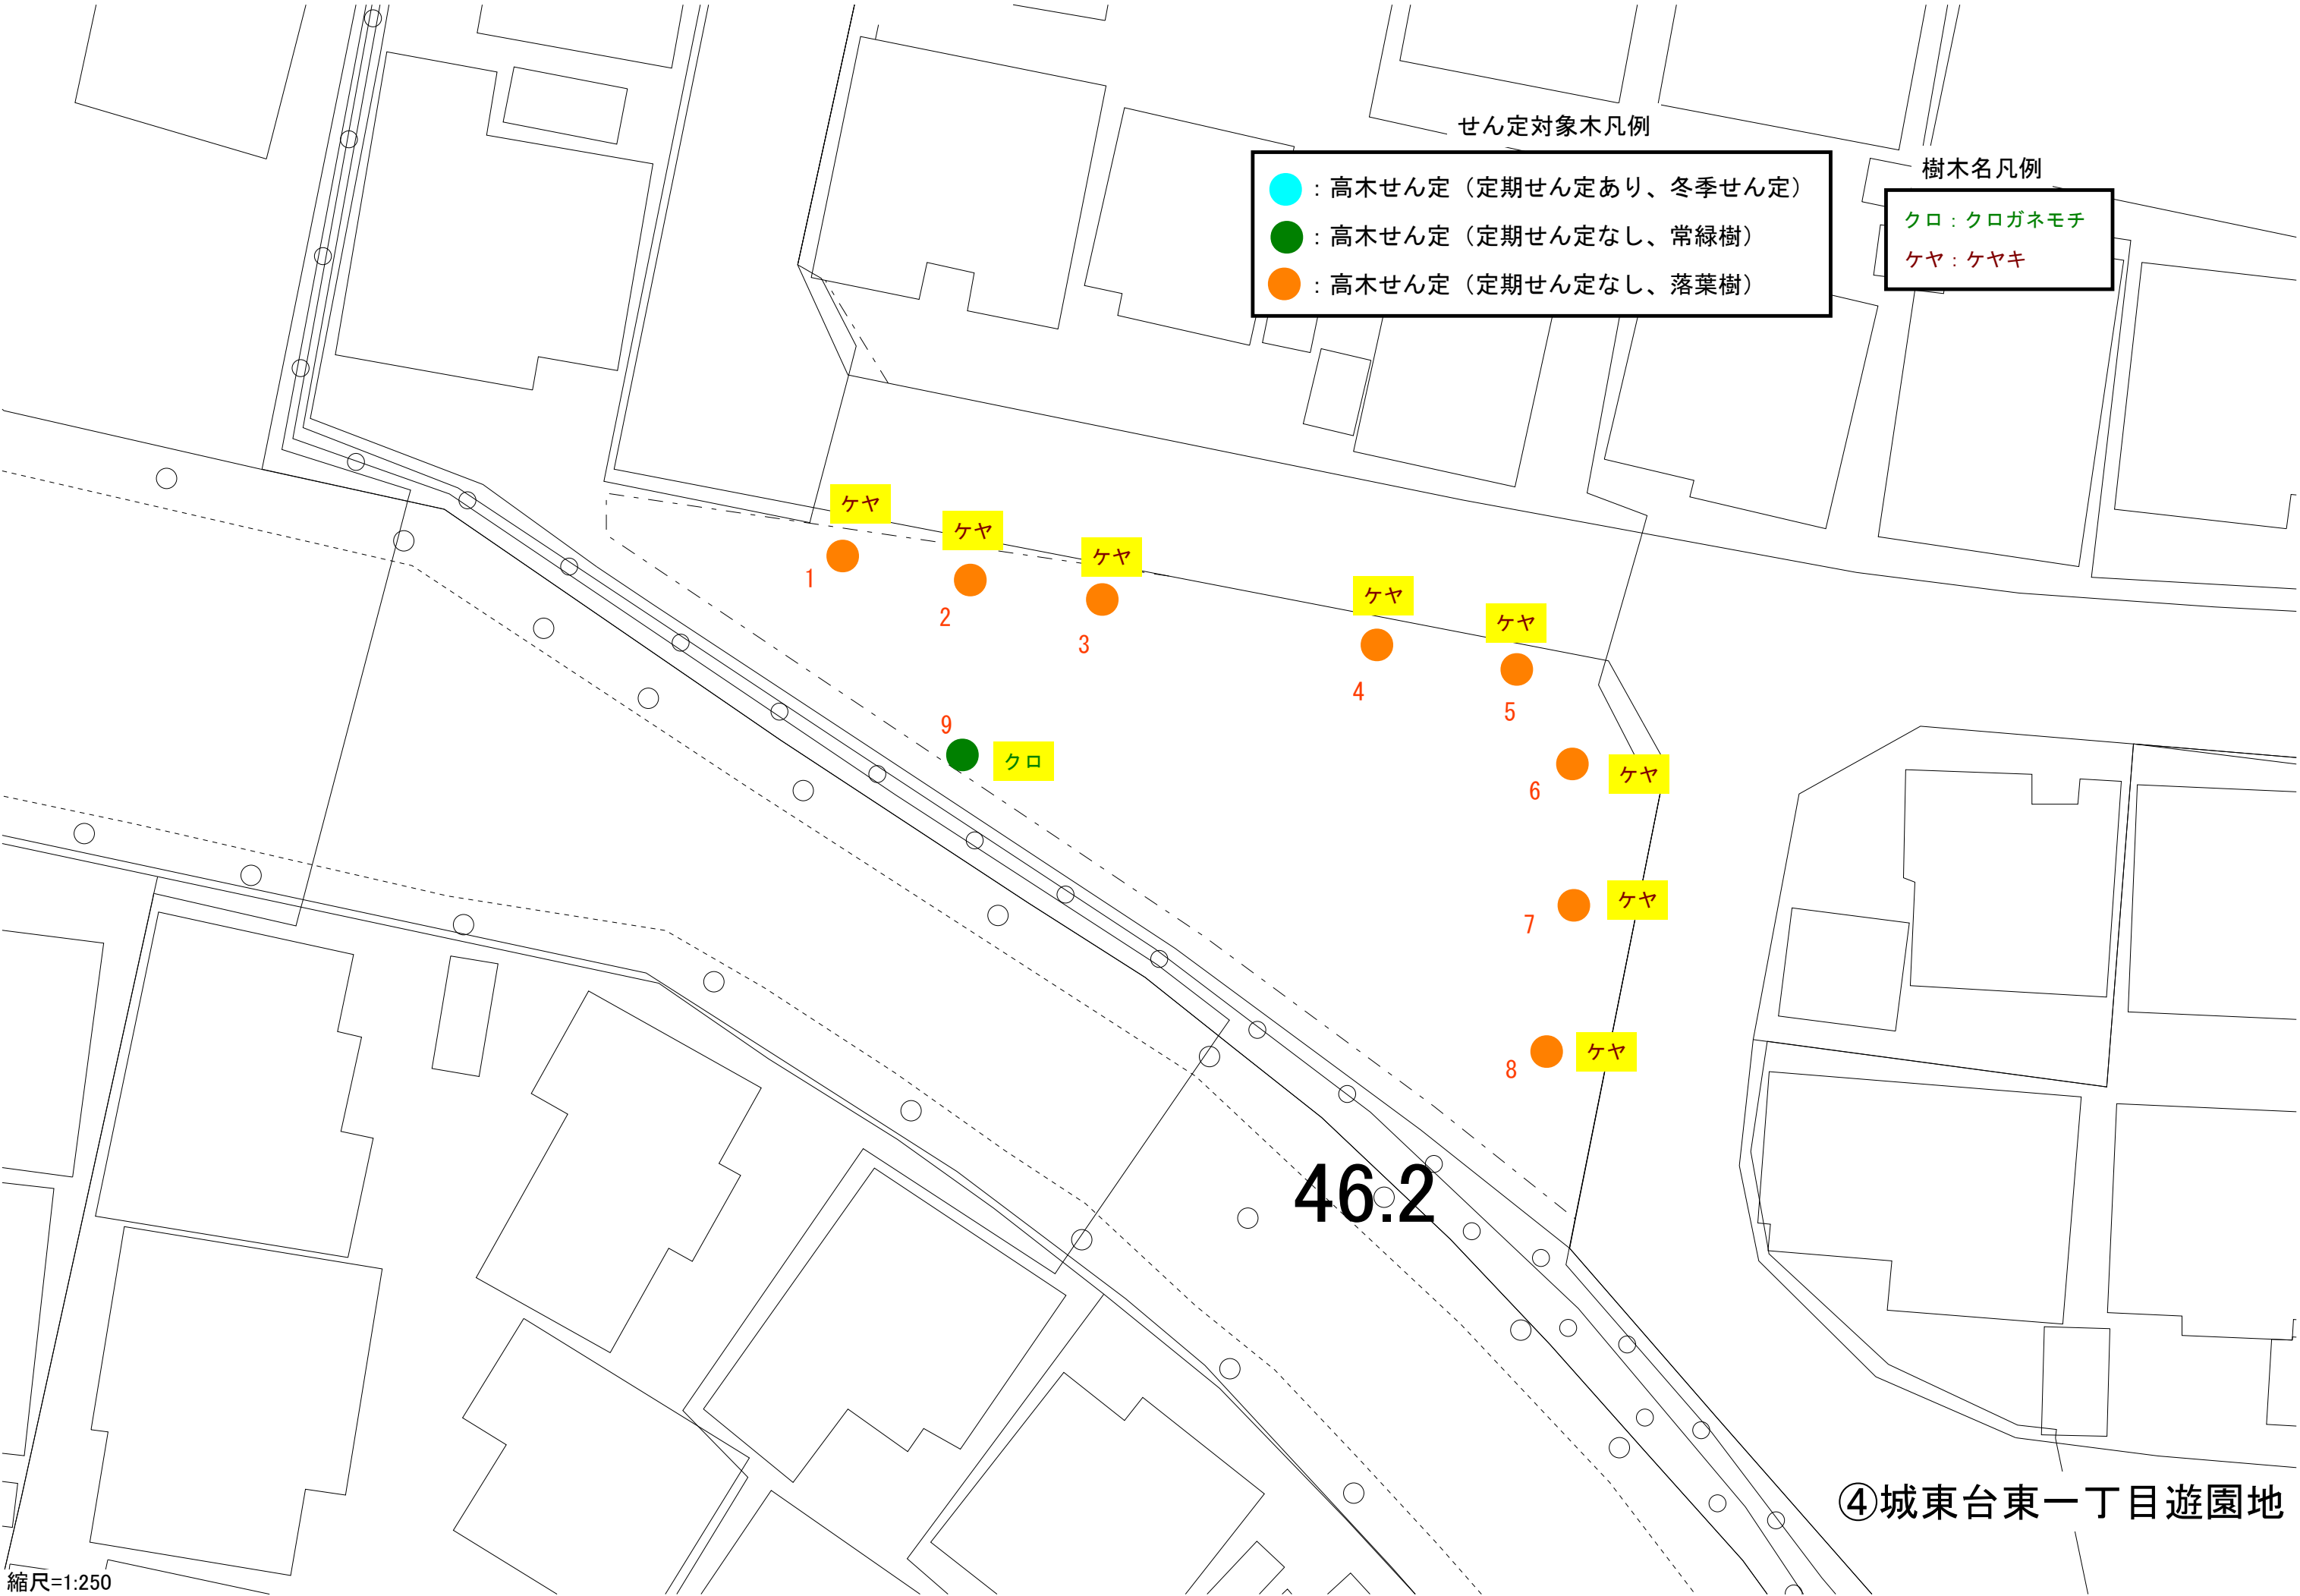 せん定対象木凡例
：高木せん定（定期せん定あり、冬季せん定）
：高木せん定（定期せん定なし、常緑樹）
：高木せん定（定期せん定なし、落葉樹）
樹木名凡例
クロ：クロガネモチ
ケヤ：ケヤキ
ケヤ
1
ケヤ
2
ケヤ
3
ケヤ
4
ケヤ
5
9
クロ
6
ケヤ
7
ケヤ
8
ケヤ
46.2
④城東台東一丁目遊園地
縮尺=1:250